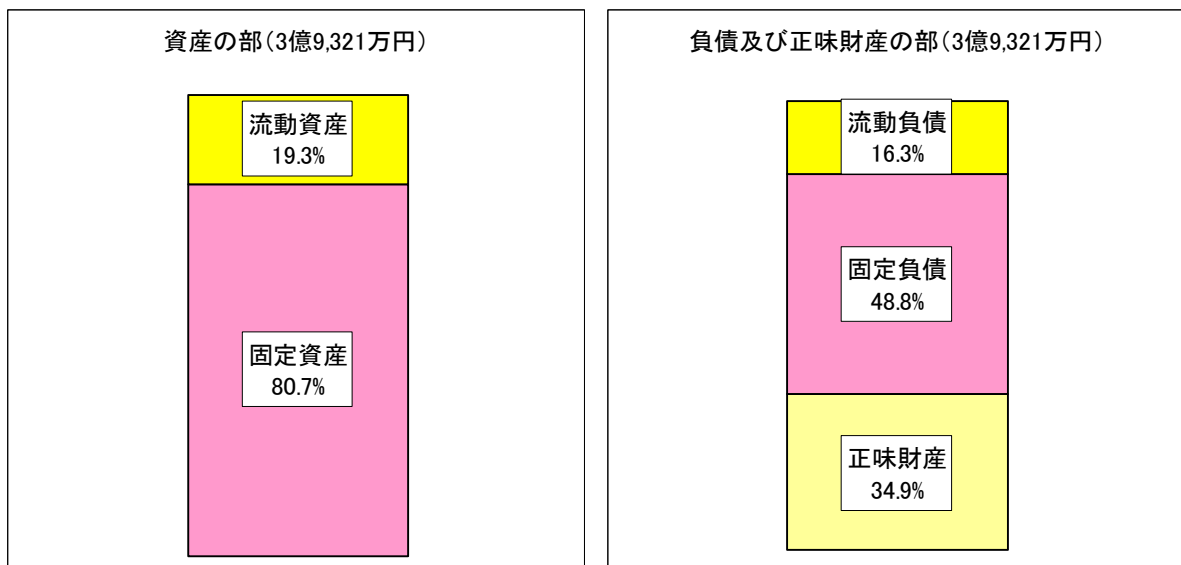 資産の部（3億9,321万円）
流動資産
19.3%
固定資産
80.7%
負債及び正味財産の部（3億9,321万円）
流動負債
16.3%
固定負債
48.8%
正味財産
34.9%